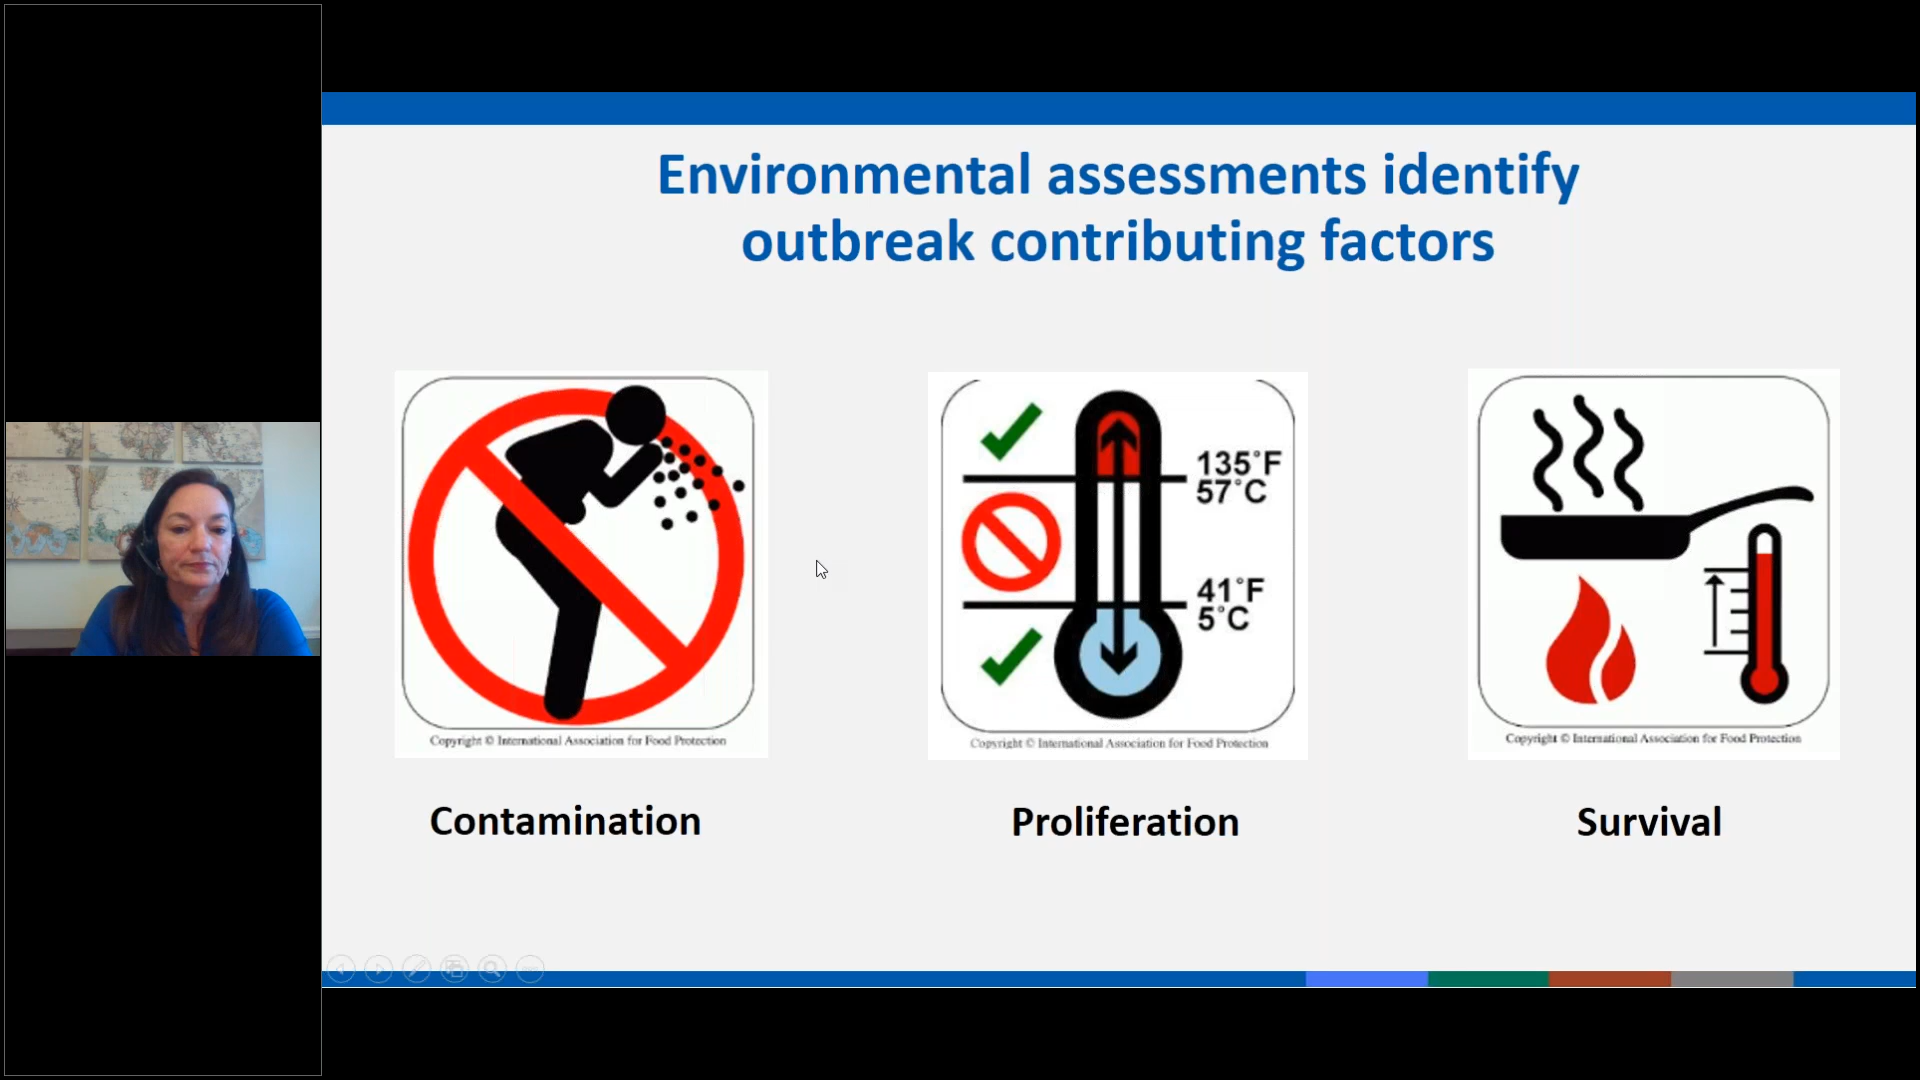 Environmental assessments identify
outbreak contributing factors
135°F
57°C
41°F
5°C
Copyright © International Association for Food Protection
Copyright © International Association for Food Protection
Copyright © International Association for Food Protection
Contamination
Proliferation
Survival